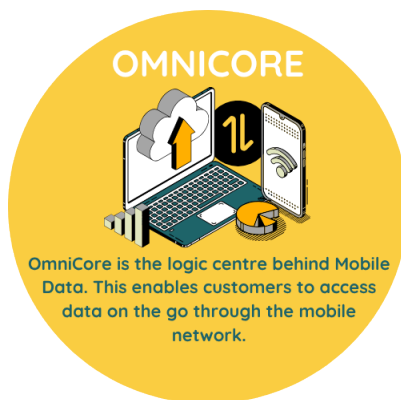 OMNICORE
OmniCore is the logic centre behind Mobile
Data. This enables customers to access
data on the go through the mobile
network.